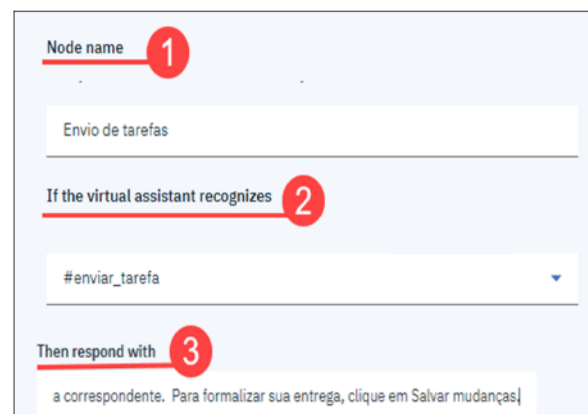 Node name 1
Envio de tarefas
If the virtual assistant recognizes 2
#enviar_tarefa
Then respond with 3
a correspondente. Para formalizar sua entrega, clique em Salvar mudanças.